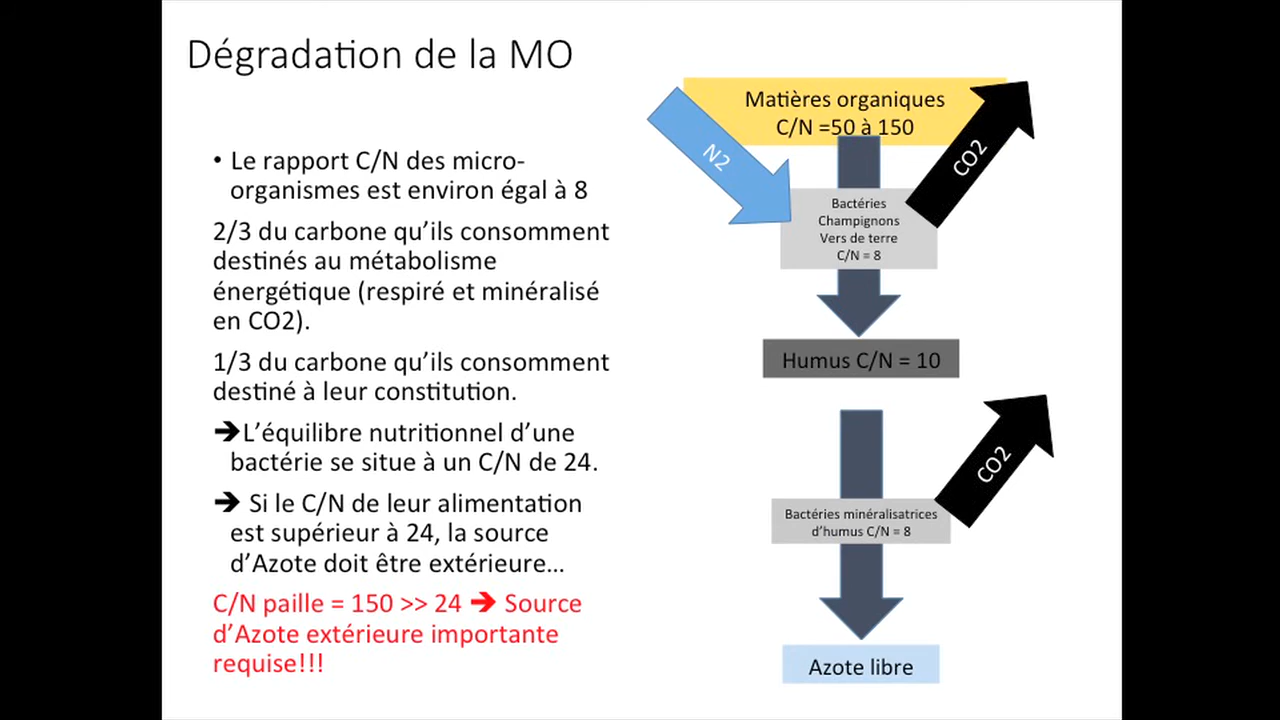 Dégradation de la MO
• Le rapport C/N des micro-
organismes est environ égal à 8
2/3 du carbone qu’ils consomment
destinés au métabolisme
énergétique (respiré et minéralisé
en CO2).
1/3 du carbone qu’ils consomment
destiné à leur constitution.
➔L’équilibre nutritionnel d’une
bactérie se situe à un C/N de 24.
➔ Si le C/N de leur alimentation
est supérieur à 24, la source
d’Azote doit être extérieure…
C/N paille = 150 >> 24 ➔ Source
d’Azote extérieure importante
requise!!!
Matières organiques
C/N =50 à 150
N2
CO2
Bactéries
Champignons
Vers de terre
C/N = 8
Humus C/N = 10
CO2
Bactéries minéralisatrices
d’humus C/N = 8
Azote libre